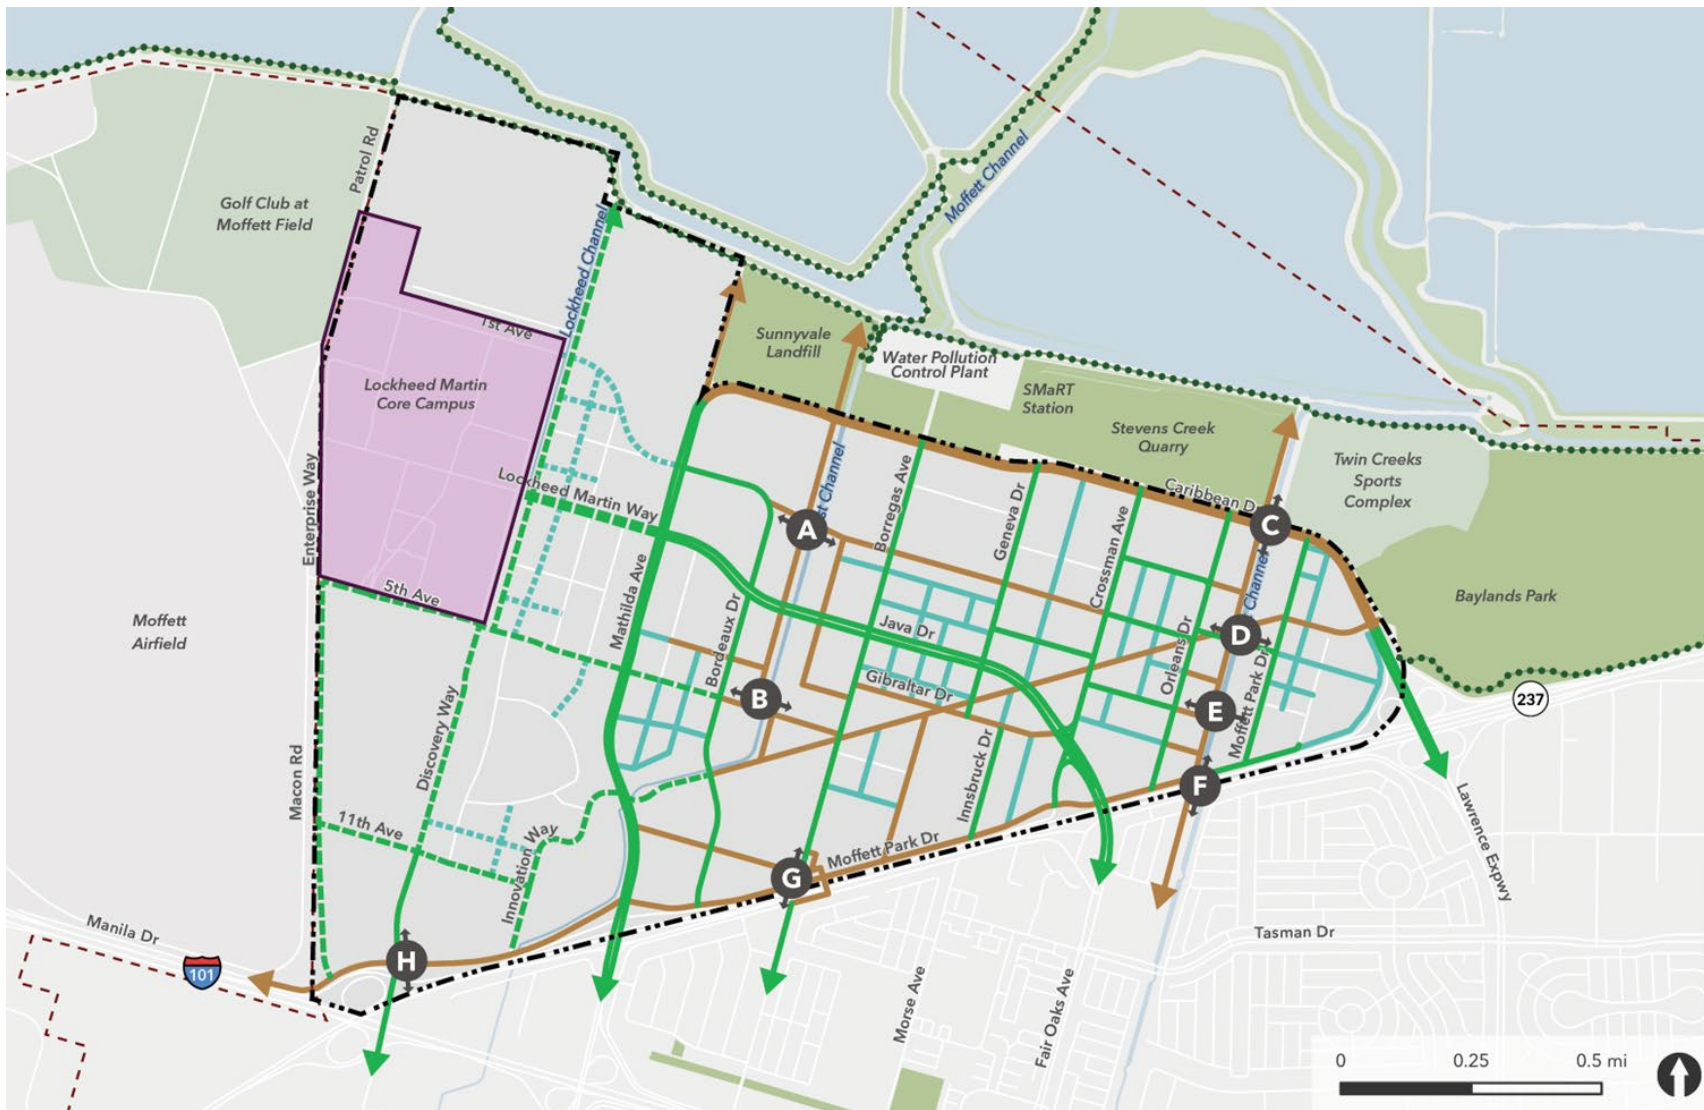 Patrol Rd
Golf Club at
Moffett Field
Lockheed Channel
Moffett Channel
1st Ave
Sunnyvale
Landfill
Water Pollution
Control Plant
SMaRT
Station
Lockheed Martin
Core Campus
Stevens Creek
Quarry
Twin Creeks
Sports
Complex
Enterprise Way
Lockheed Martin Way
st Channel
Borregas Ave
Geneva Dr
Caribbean D
Crossman Ave
A
C
Channel
5th Ave
Mathilda Ave
Bordeaux Dr
Java Dr
Baylands Park
Moffett
Airfield
D
Orleans Dr
Moffett Park Dr
Gibraltar Dr
B
E
237
Discovery Way
Macon Rd
Innsbruck Dr
F
Lawrence Expwy
11th Ave
Innovation Way
Moffett Park Dr
G
Manila Dr
101
H
Morse Ave
Fair Oaks Ave
Tasman Dr
0 0.25 0.5 mi